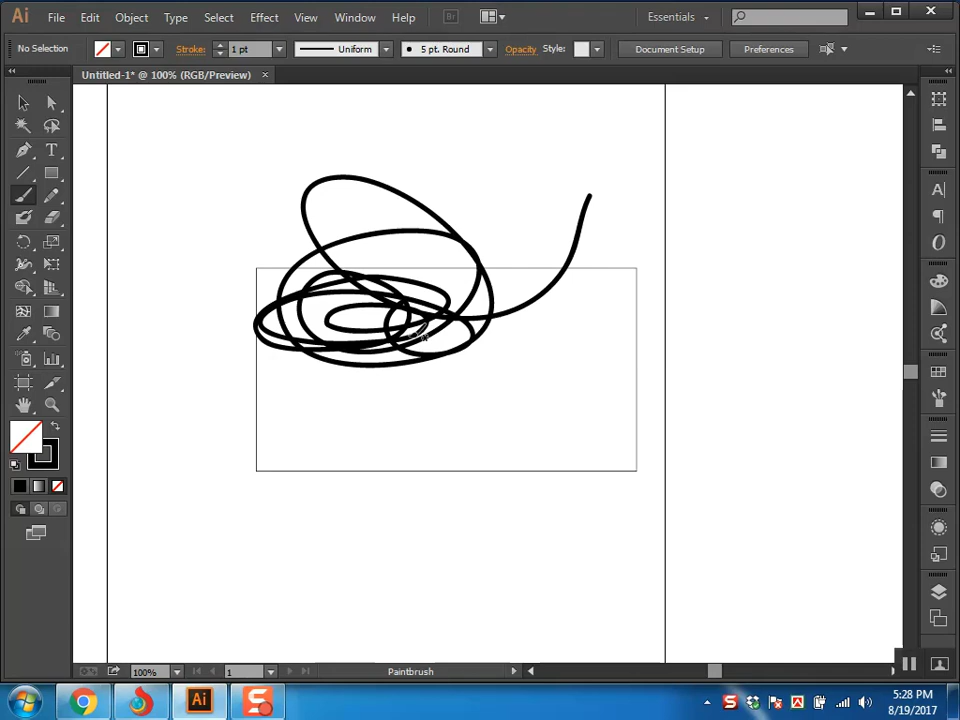 Ai File Edit Object Type Select Effect View Window Help Br Essentials
No Selection Stroke: 1 pt Uniform 5 pt. Round Opacity Style: Document Setup Preferences
Untitled-1* @ 100% (RGB/Preview) ×
100% 1 Paintbrush
Ai S
5:28 PM
8/19/2017